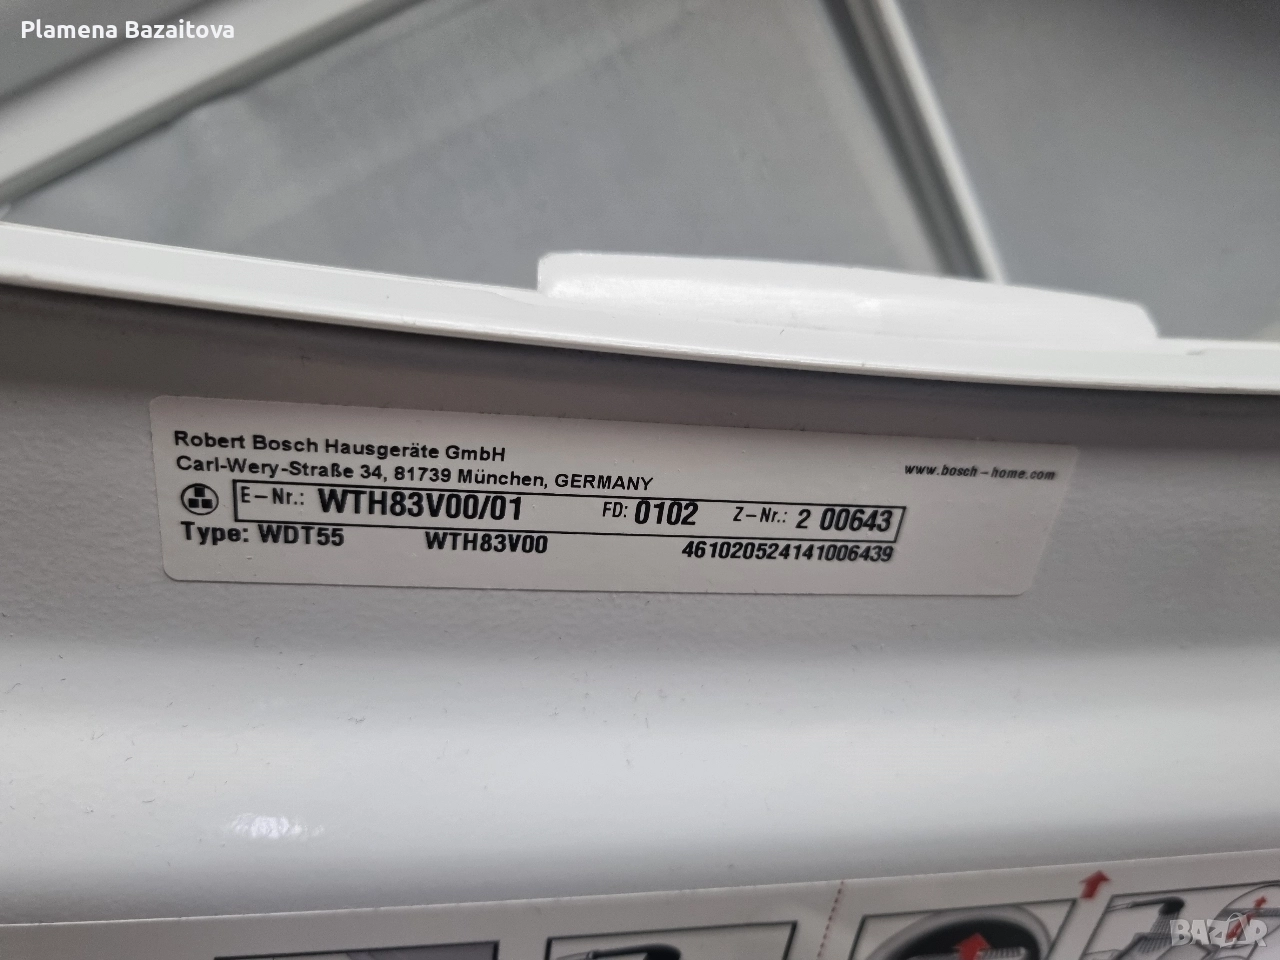 Plamena Bazaitova
Robert Bosch Hausgeräte GmbH
Carl-Wery-Straße 34, 81739 München, GERMANY
www.bosch-home.com
E-Nr.: WTH83V00/01 FD: 0102 Z-Nr.: 2 00643
Type: WDT55 WTH83V00 461020524141006439
BAZAR